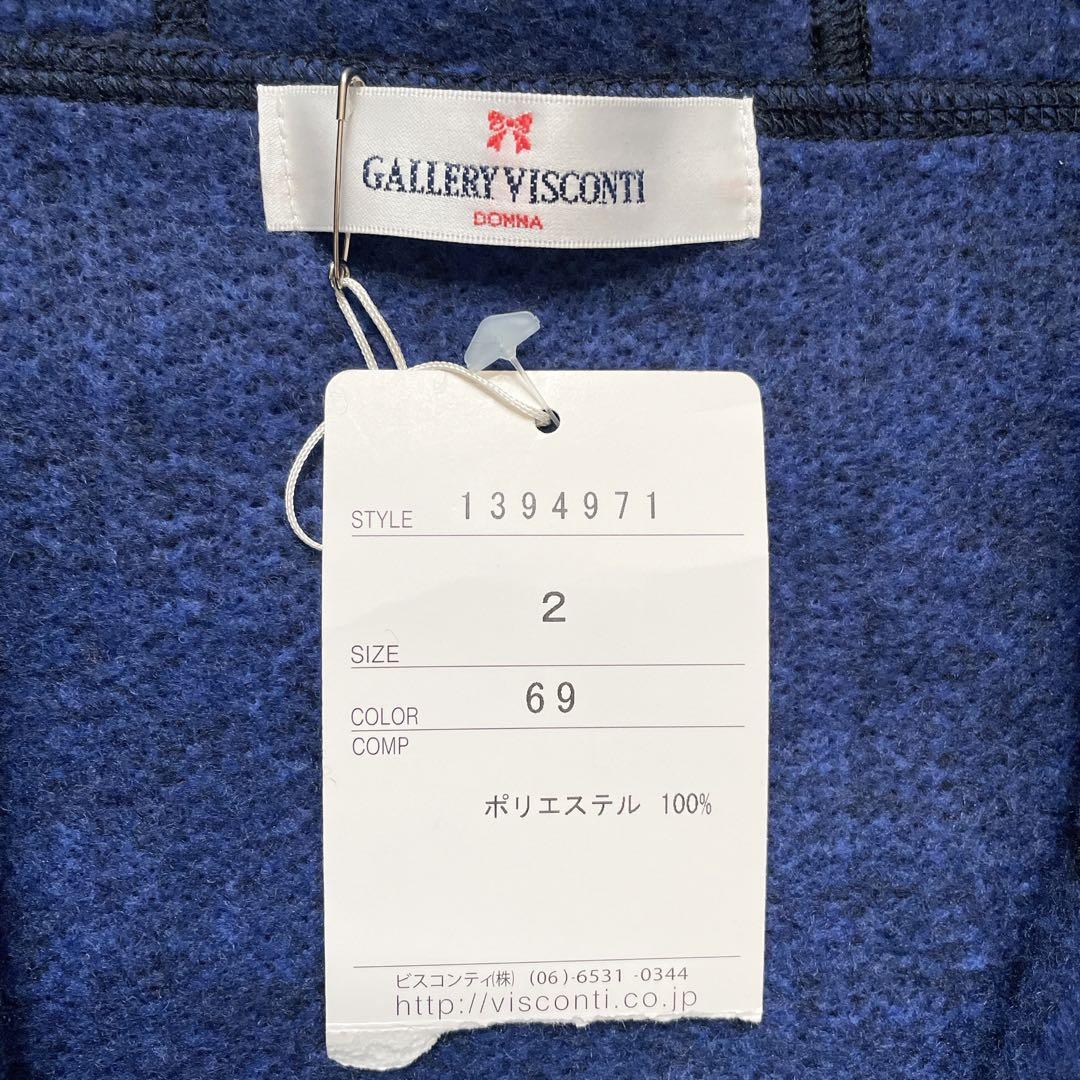 GALLERY VISCONTI
DONNA
STYLE 1394971
2
SIZE
69
COLOR
COMP
ポリエステル 100%
ビスコンティ(株) (06)-6531-0344
http://visconti.co.jp